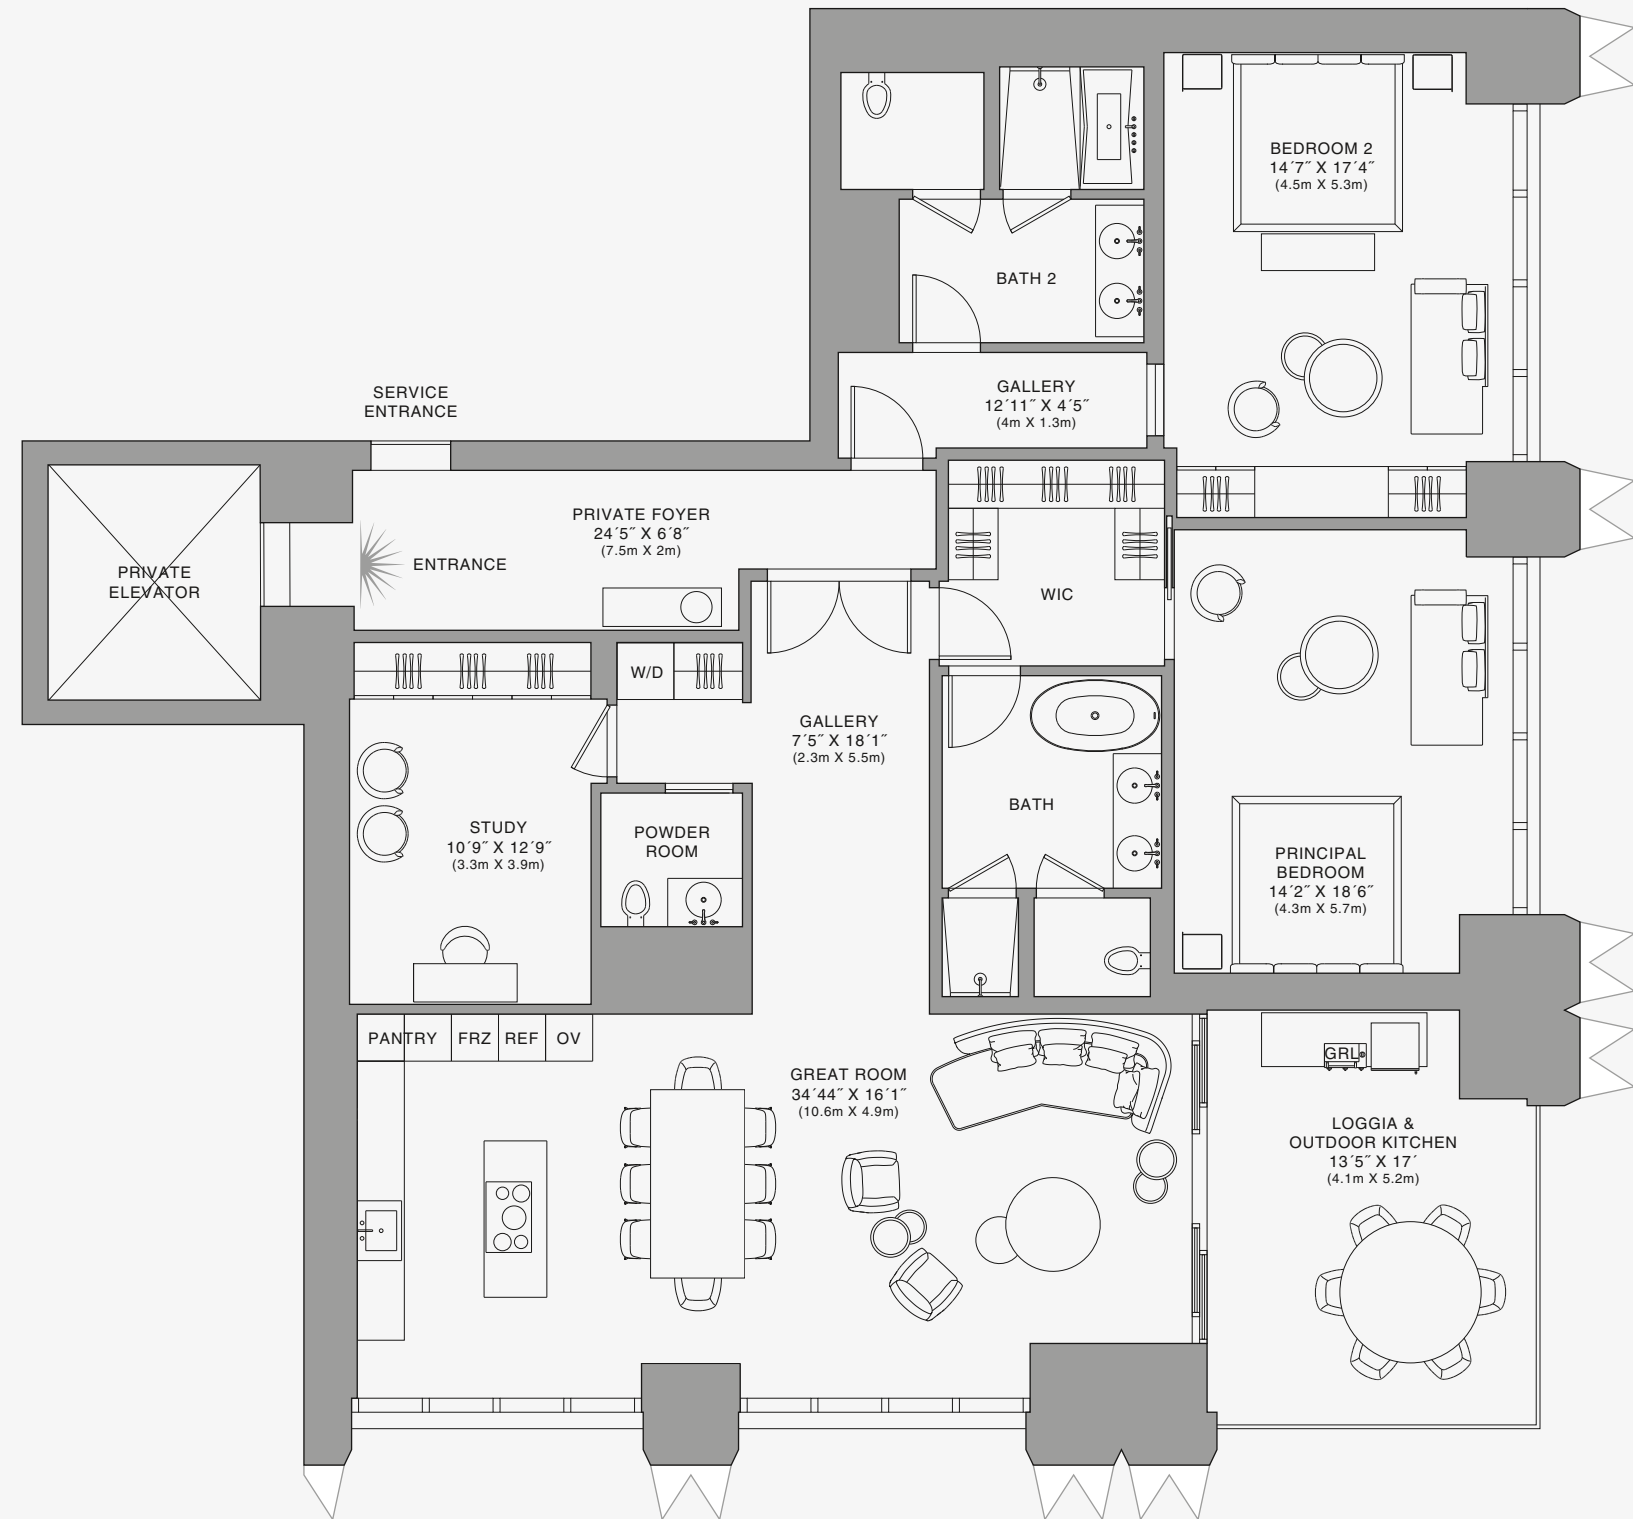 BEDROOM 2
14´7˝ X 17´4˝
(4.5m X 5.3m)
BATH 2
GALLERY
12´11˝ X 4´5˝
(4m X 1.3m)
SERVICE
ENTRANCE
PRIVATE FOYER
24´5˝ X 6´8˝
(7.5m X 2m)
ENTRANCE
PRIVATE
ELEVATOR
WIC
W/D
GALLERY
7´5˝ X 18´1˝
(2.3m X 5.5m)
BATH
STUDY
10´9˝ X 12´9˝
(3.3m X 3.9m)
POWDER
ROOM
PRINCIPAL
BEDROOM
14´2˝ X 18´6˝
(4.3m X 5.7m)
PANTRY
FRZ
REF
OV
GREAT ROOM
34´44˝ X 16´1˝
(10.6m X 4.9m)
GRL
LOGGIA &
OUTDOOR KITCHEN
13´5˝ X 17´
(4.1m X 5.2m)